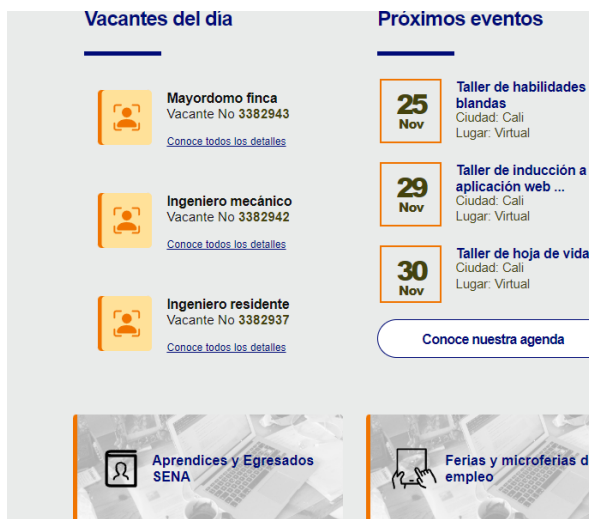 Vacantes del día
Mayordomo finca
Vacante No 3382943
Conoce todos los detalles
Ingeniero mecánico
Vacante No 3382942
Conoce todos los detalles
Ingeniero residente
Vacante No 3382937
Conoce todos los detalles
Próximos eventos
25
Nov
Taller de habilidades
blandas
Ciudad: Cali
Lugar: Virtual
29
Nov
Taller de inducción a
aplicación web ...
Ciudad: Cali
Lugar: Virtual
30
Nov
Taller de hoja de vida
Ciudad: Cali
Lugar: Virtual
Conoce nuestra agenda
Aprendices y Egresados
SENA
Ferias y microferias d
empleo